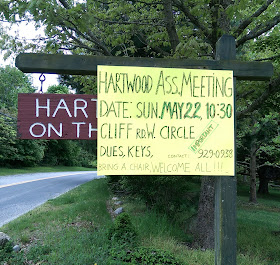 HARTWOOD ASS. MEETING
DATE: SUN. MAY 22, 10:30
CLIFF RD.W. CIRCLE
DUES, KEYS,
IMPORTANT!
CONTACT: 929-0938
BRING A CHAIR WELCOME ALL!!!
HART
ON TH